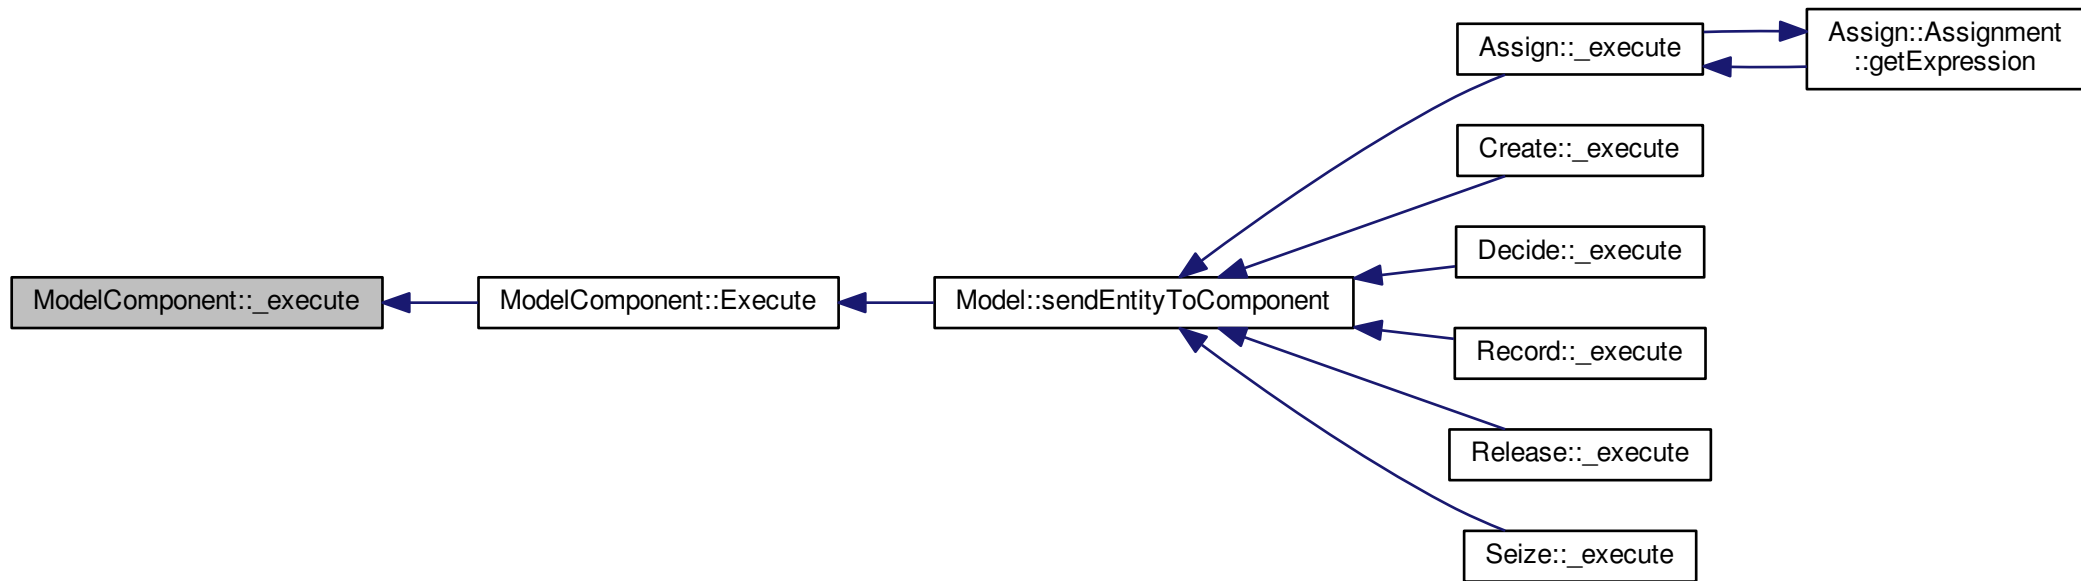 Assign::_execute
Assign::Assignment
::getExpression
Create::_execute
Decide::_execute
ModelComponent::_execute
ModelComponent::Execute
Model::sendEntityToComponent
Record::_execute
Release::_execute
Seize::_execute